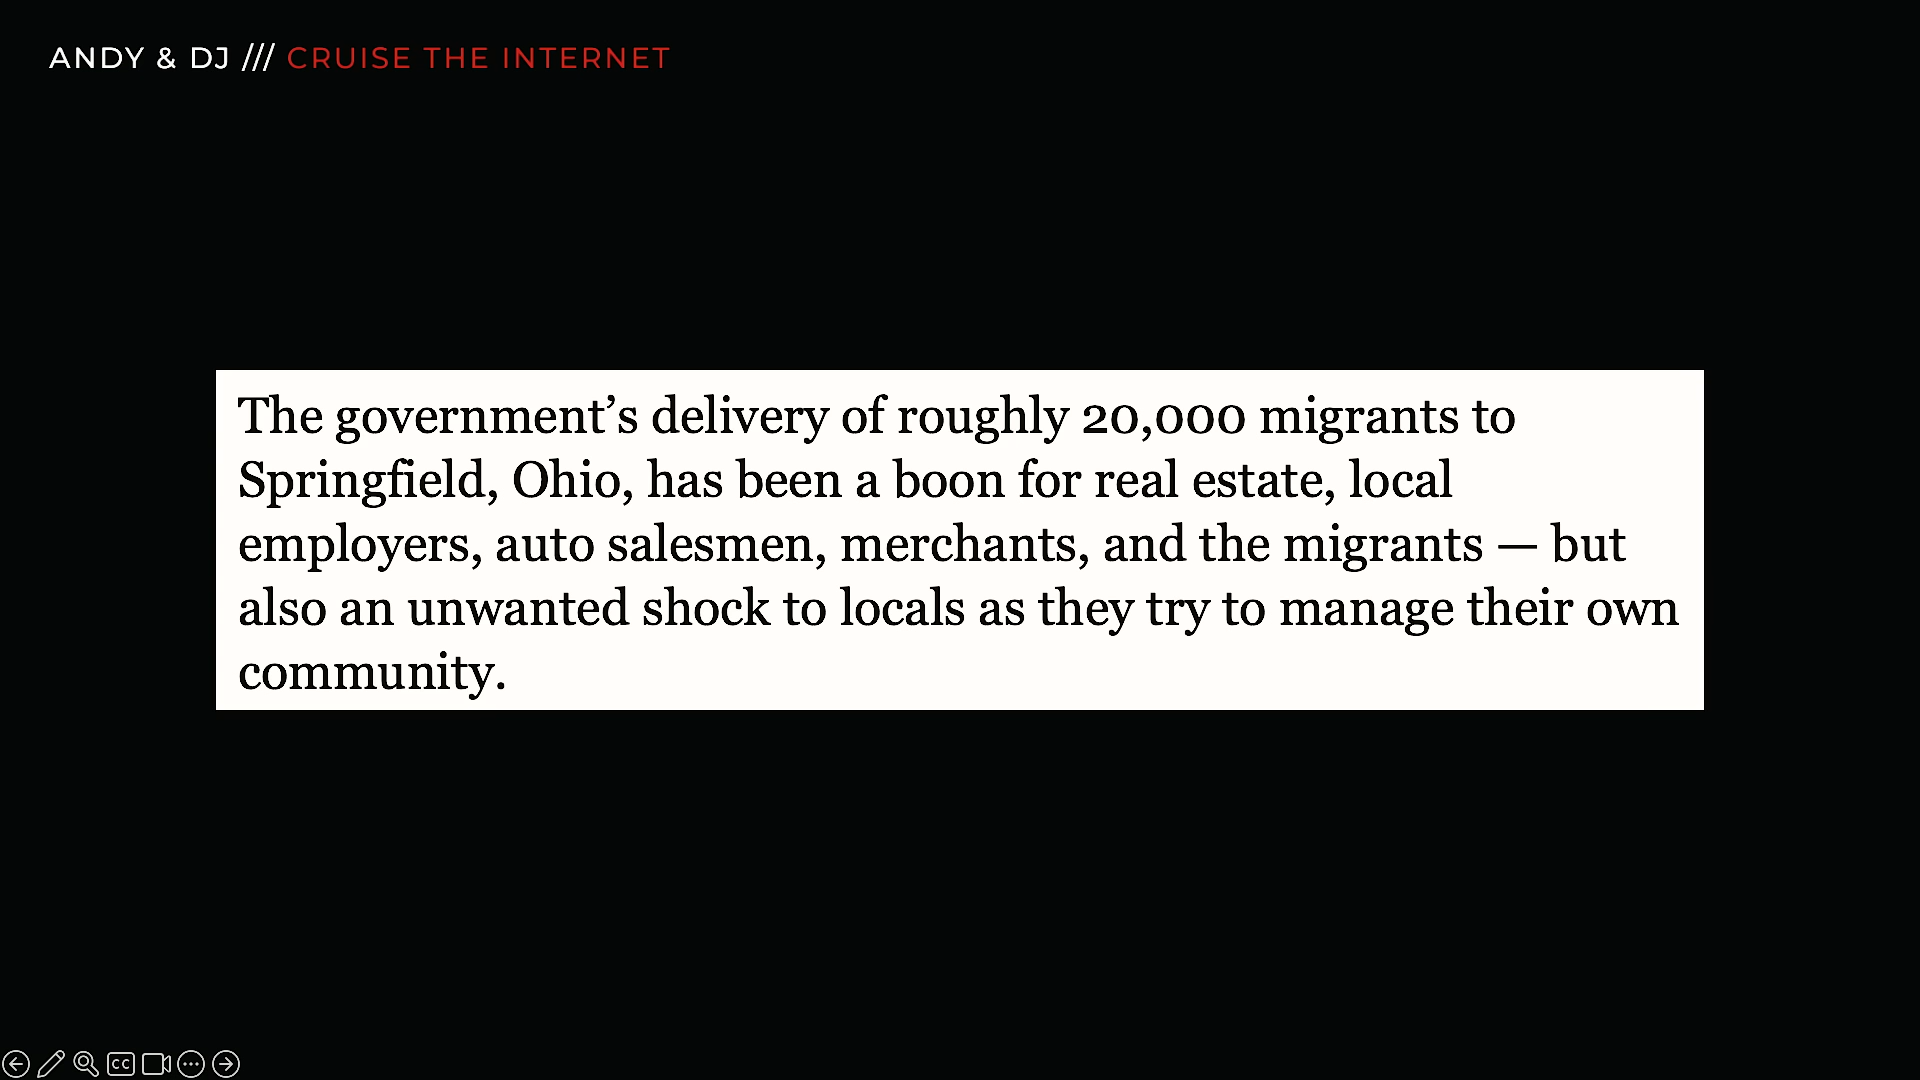 ANDY & DJ /// CRUISE THE INTERNET
The government’s delivery of roughly 20,000 migrants to
Springfield, Ohio, has been a boon for real estate, local
employers, auto salesmen, merchants, and the migrants — but
also an unwanted shock to locals as they try to manage their own
community.
CC